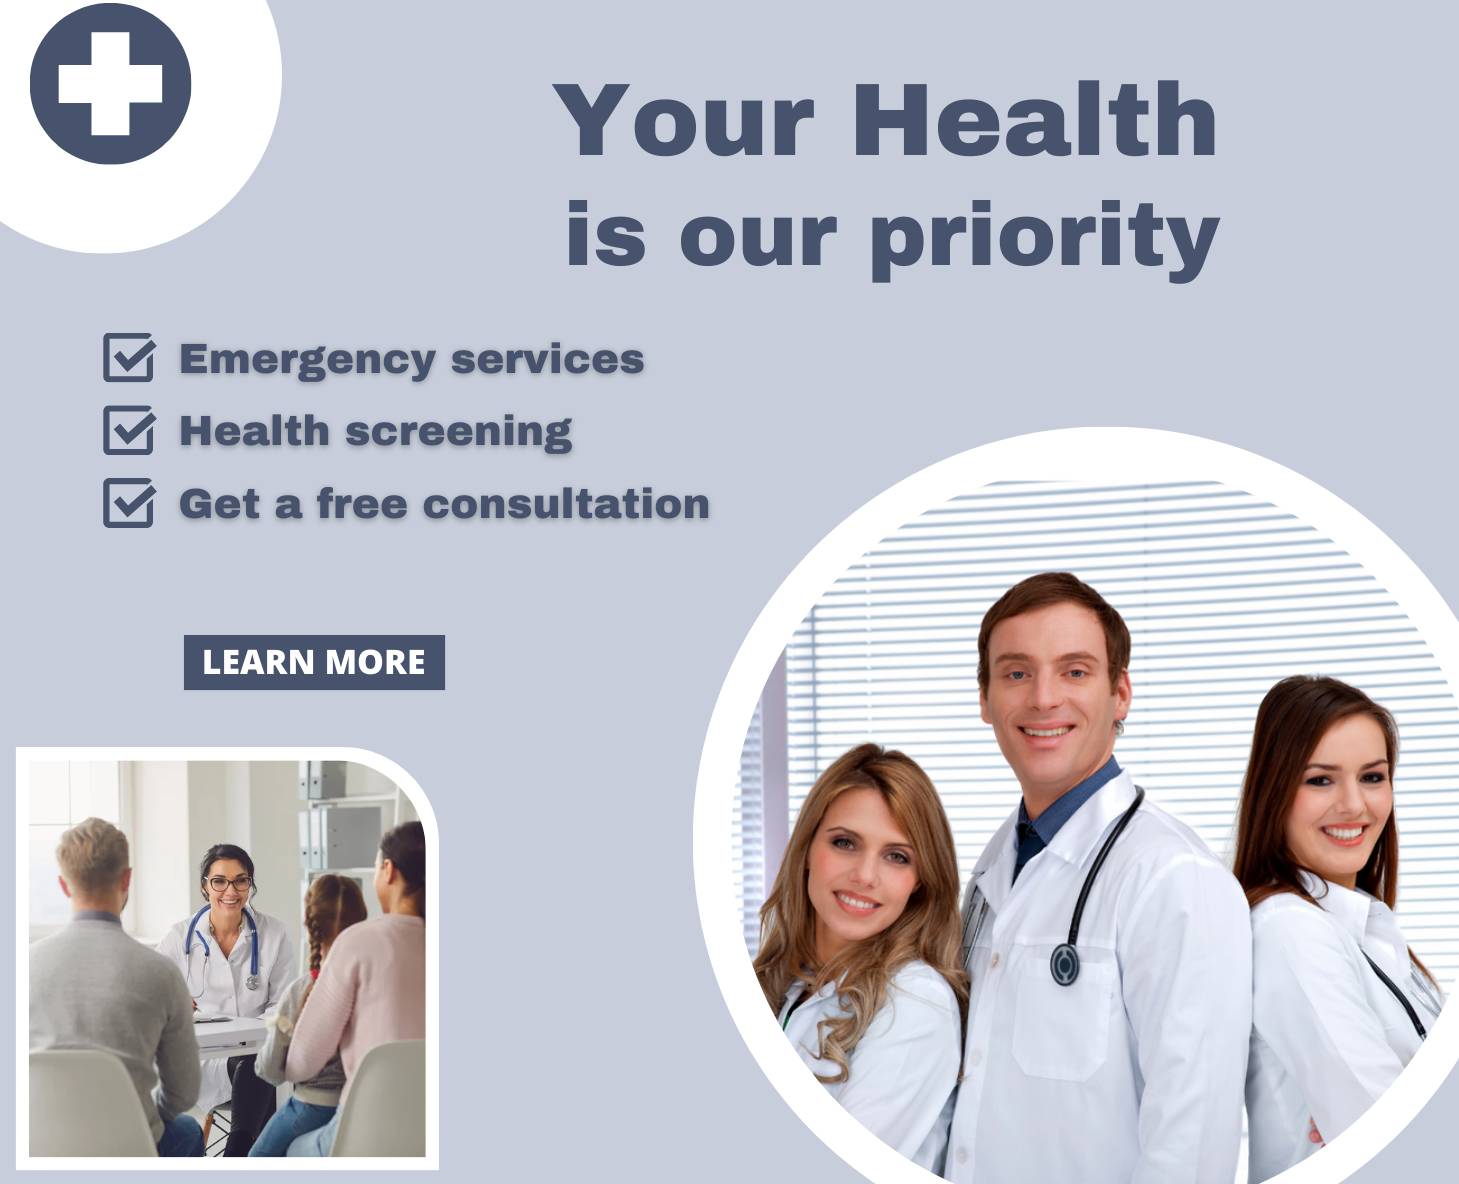 Your Health
is our priority
Emergency services
Health screening
Get a free consultation
LEARN MORE